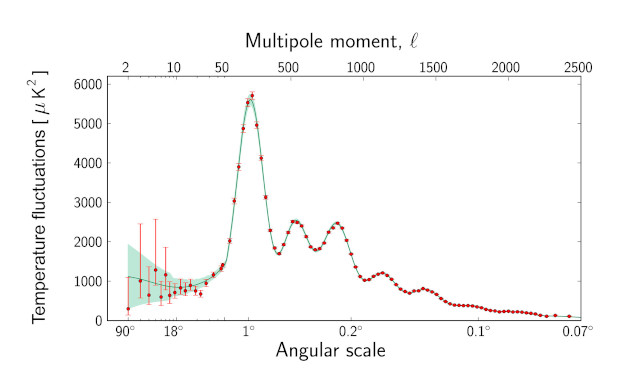 Multipole moment, ℓ
2 10 50 500 1000 1500 2000 2500
Temperature fluctuations [ μ K² ]
6000
5000
4000
3000
2000
1000
0
90° 18° 1° 0.2° 0.1° 0.07°
Angular scale